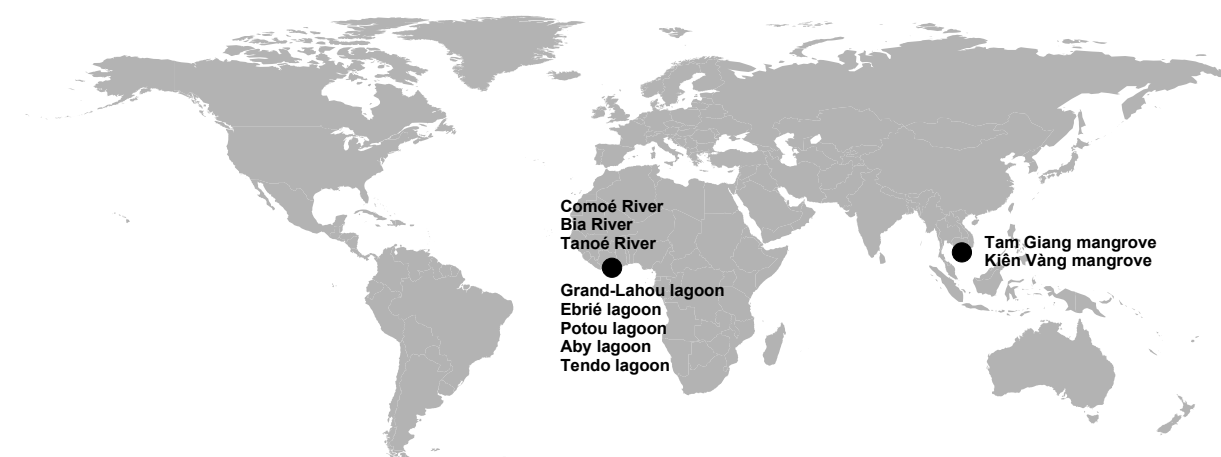 Comoé River
Bia River
Tanoé River
Grand-Lahou lagoon
Ebrié lagoon
Potou lagoon
Aby lagoon
Tendo lagoon
Tam Giang mangrove
Kiên Vàng mangrove